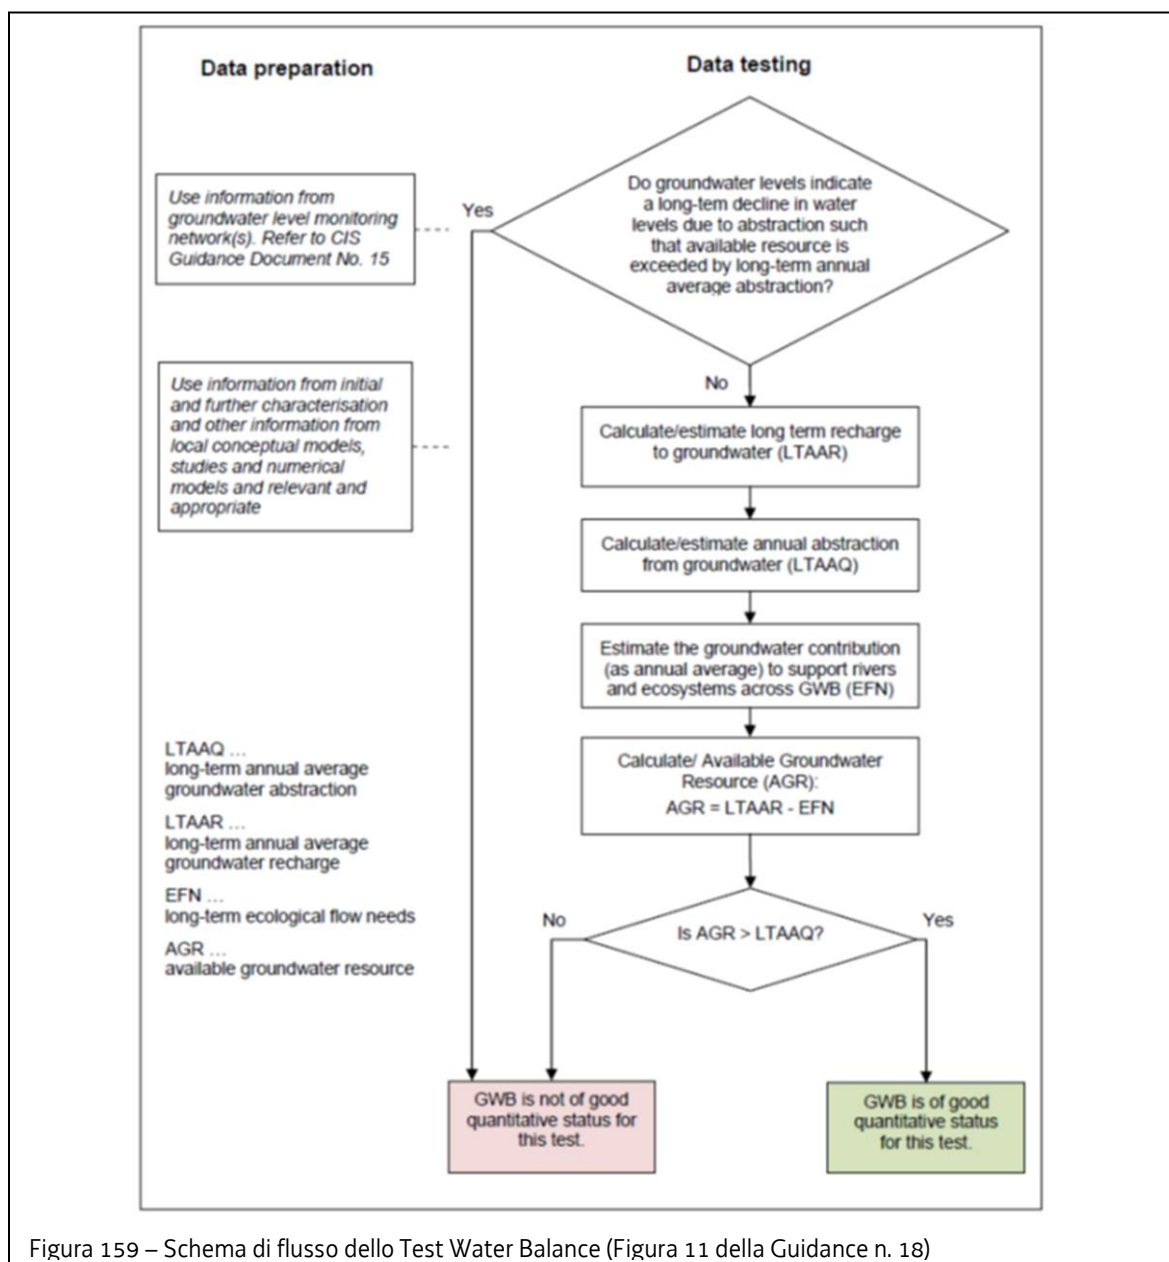 Data preparation
Data testing
Use information from
groundwater level monitoring
network(s). Refer to CIS
Guidance Document No. 15
Yes
Do groundwater levels indicate
a long-tem decline in water
levels due to abstraction such
that available resource is
exceeded by long-term annual
average abstraction?
Use information from initial
and further characterisation
and other information from
local conceptual models,
studies and numerical
models and relevant and
appropriate
No
Calculate/estimate long term recharge
to groundwater (LTAAR)
Calculate/estimate annual abstraction
from groundwater (LTAAQ)
Estimate the groundwater contribution
(as annual average) to support rivers
and ecosystems across GWB (EFN)
Calculate/ Available Groundwater
Resource (AGR):
AGR = LTAAR - EFN
LTAAQ ...
long-term annual average
groundwater abstraction
LTAAR ...
long-term annual average
groundwater recharge
EFN ...
long-term ecological flow needs
AGR ...
available groundwater resource
No
Is AGR > LTAAQ?
Yes
GWB is not of good
quantitative status for
this test.
GWB is of good
quantitative status
for this test.
Figura 159 – Schema di flusso dello Test Water Balance (Figura 11 della Guidance n. 18)